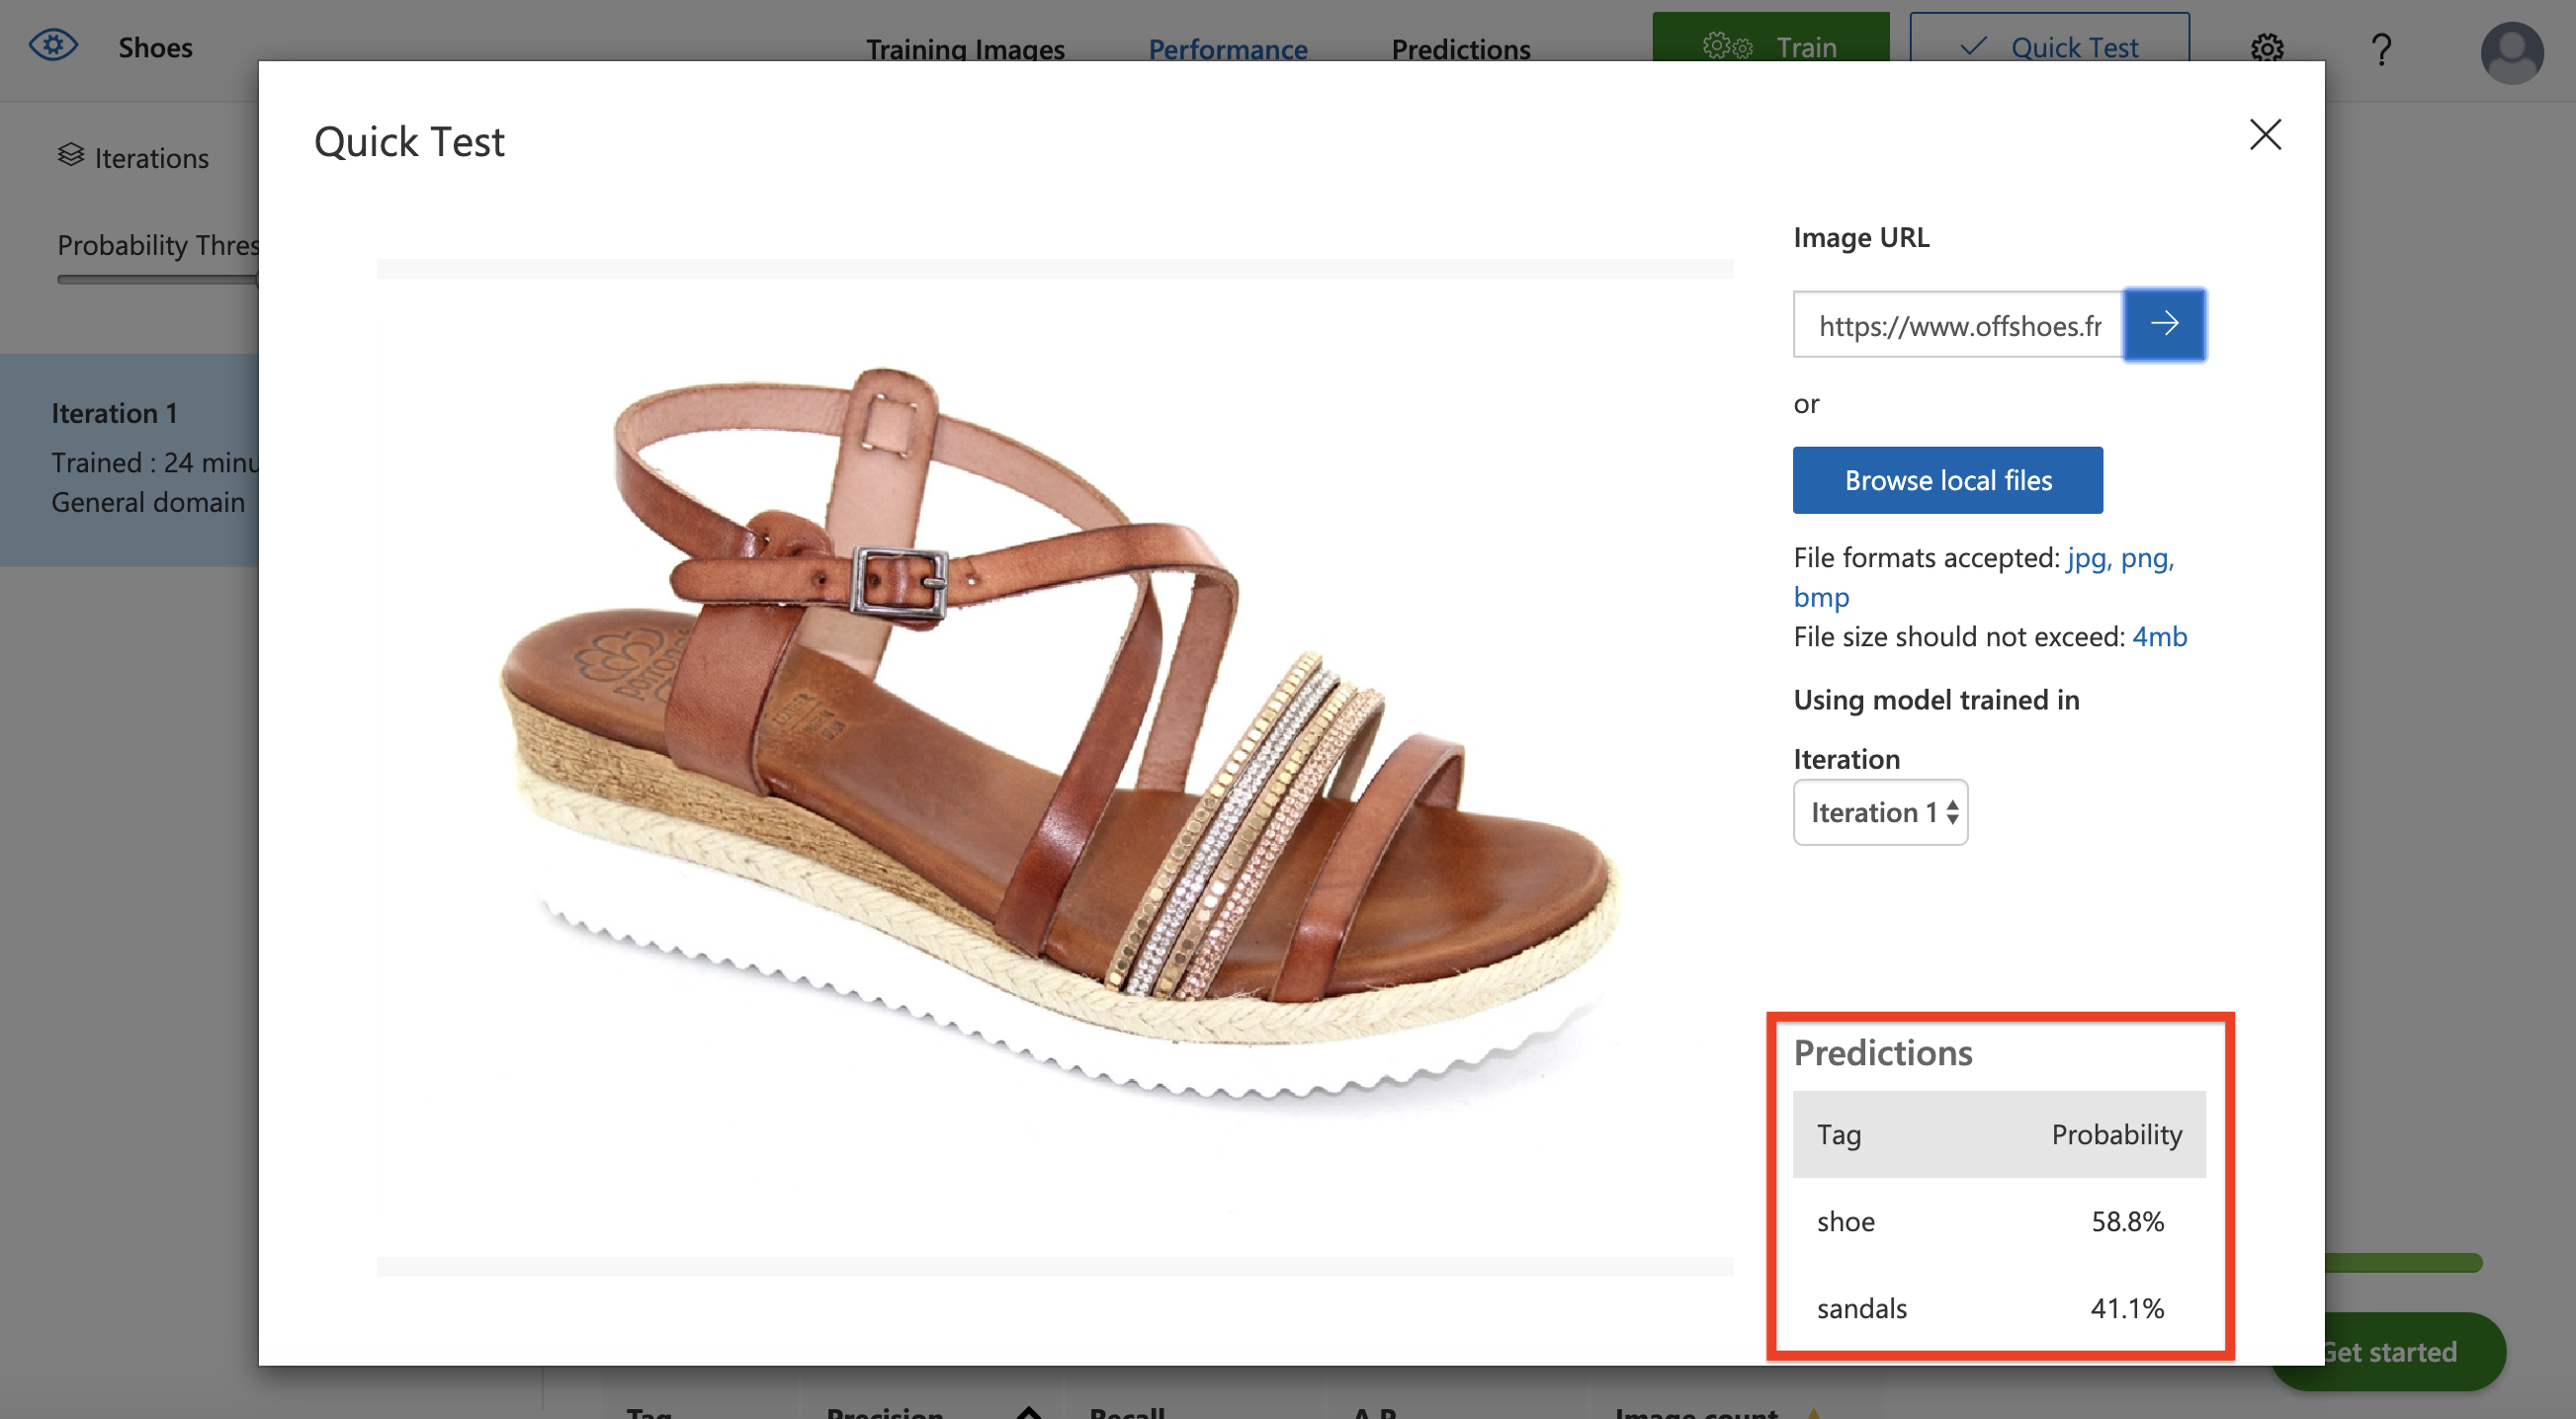 Shoes
Training Images
Performance
Predictions
Train
Quick Test
?
Iterations
Probability Thres
Iteration 1
Trained : 24 minu
General domain
Quick Test
Image URL
https://www.offshoes.fr
or
Browse local files
File formats accepted: jpg, png,
bmp
File size should not exceed: 4mb
Using model trained in
Iteration
Iteration 1
Predictions
Tag Probability
shoe 58.8%
sandals 41.1%
Get started
Tag Precision Recall A.P. Image count